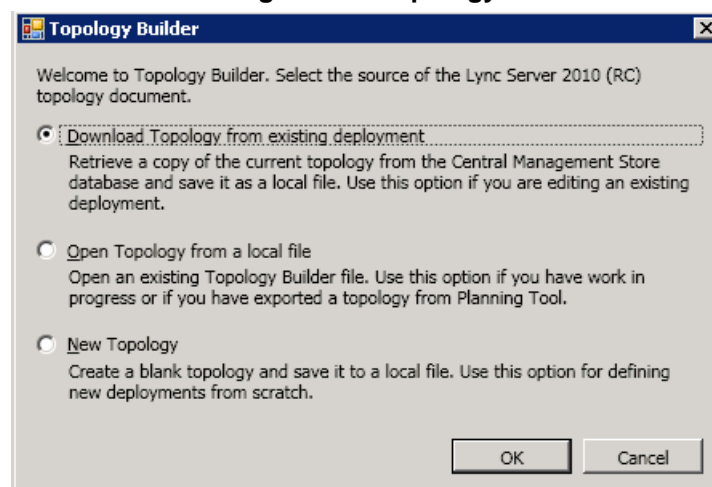 Topology Builder
Welcome to Topology Builder. Select the source of the Lync Server 2010 (RC)
topology document.
Download Topology from existing deployment
Retrieve a copy of the current topology from the Central Management Store
database and save it as a local file. Use this option if you are editing an existing
deployment.
Open Topology from a local file
Open an existing Topology Builder file. Use this option if you have work in
progress or if you have exported a topology from Planning Tool.
New Topology
Create a blank topology and save it to a local file. Use this option for defining
new deployments from scratch.
OK Cancel